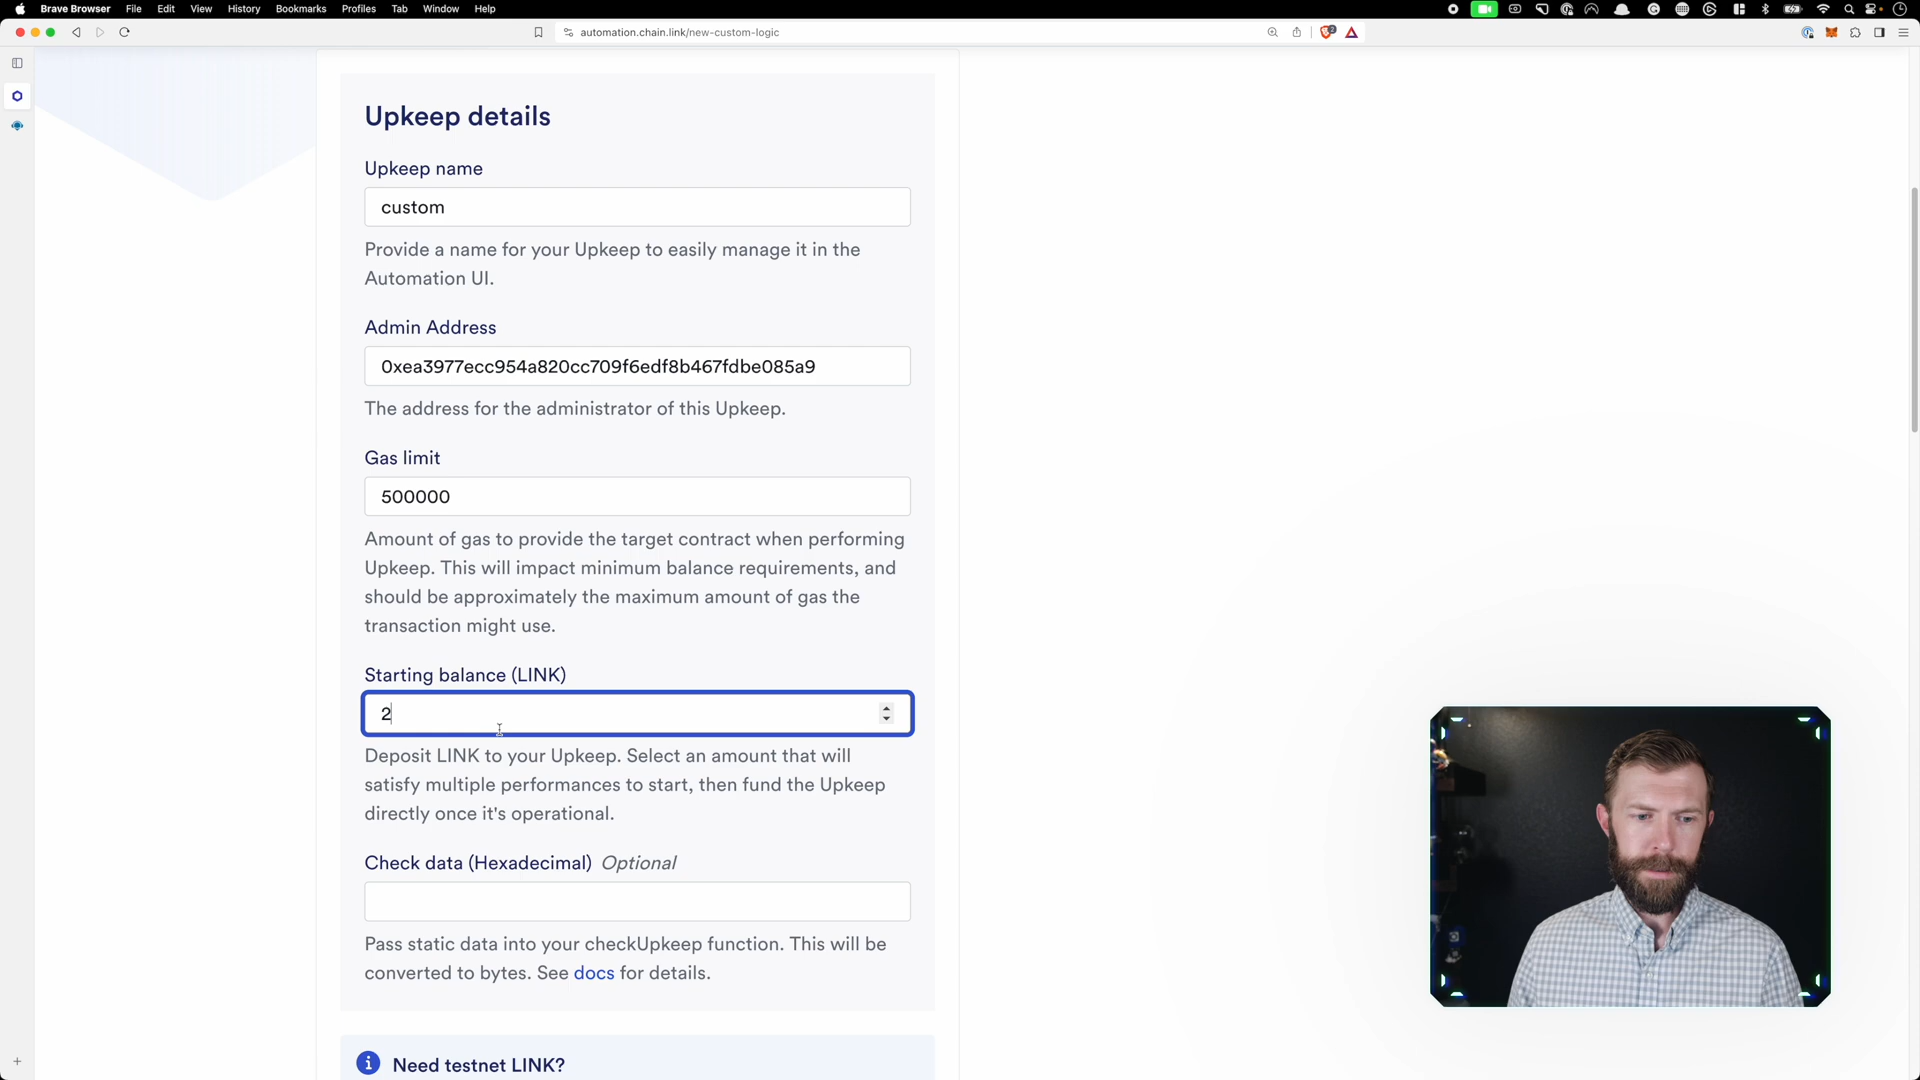 Brave Browser File Edit View History Bookmarks Profiles Tab Window Help
automation.chain.link/new-custom-logic
Upkeep details
Upkeep name
custom
Provide a name for your Upkeep to easily manage it in the
Automation UI.
Admin Address
0xea3977ecc954a820cc709f6edf8b467fdbe085a9
The address for the administrator of this Upkeep.
Gas limit
500000
Amount of gas to provide the target contract when performing
Upkeep. This will impact minimum balance requirements, and
should be approximately the maximum amount of gas the
transaction might use.
Starting balance (LINK)
2
Deposit LINK to your Upkeep. Select an amount that will
satisfy multiple performances to start, then fund the Upkeep
directly once it's operational.
Check data (Hexadecimal) Optional
Pass static data into your checkUpkeep function. This will be
converted to bytes. See docs for details.
Need testnet LINK?